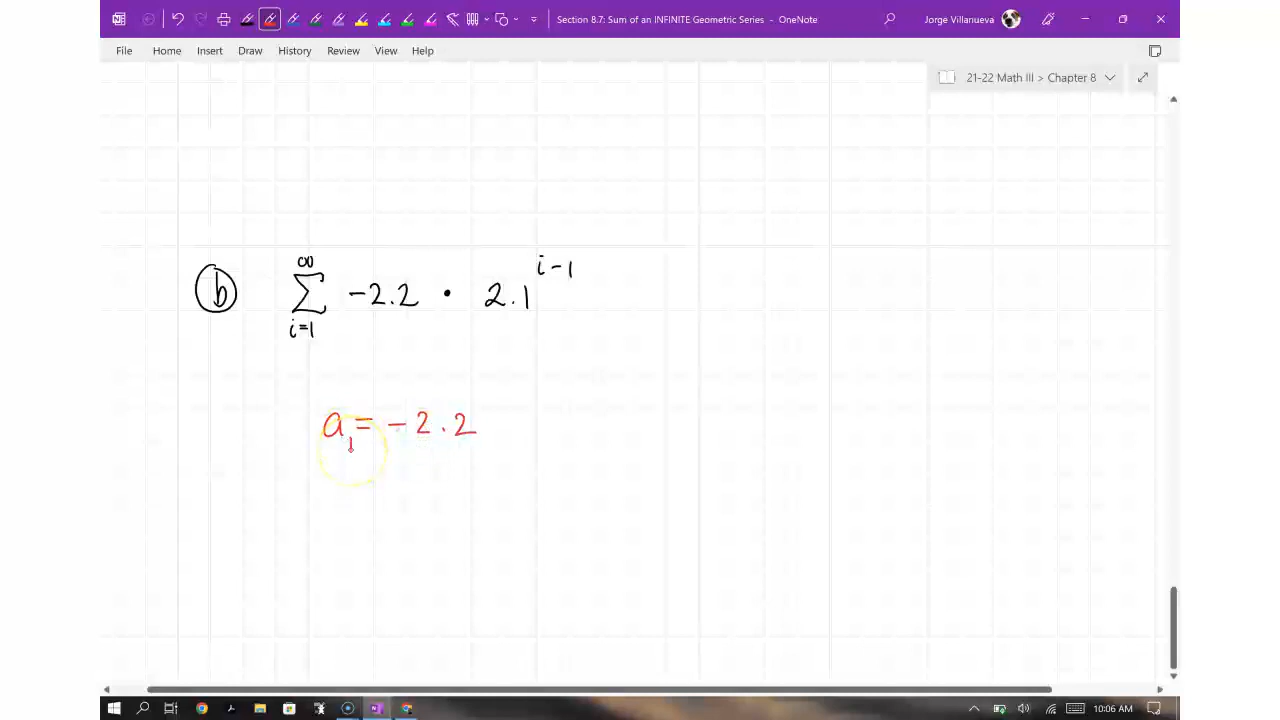 Section 8.7: Sum of an INFINITE Geometric Series - OneNote
Jorge Villanueva
File Home Insert Draw History Review View Help
21-22 Math III > Chapter 8
∞
i-1
b Σ -2.2 · 2.1
i=1
a₁ = -2.2
10:06 AM